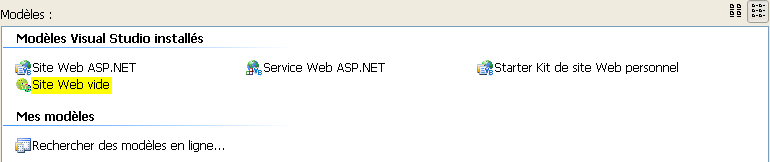 Modèles :
Modèles Visual Studio installés
Site Web ASP.NET Service Web ASP.NET Starter Kit de site Web personnel
Site Web vide
Mes modèles
Rechercher des modèles en ligne...